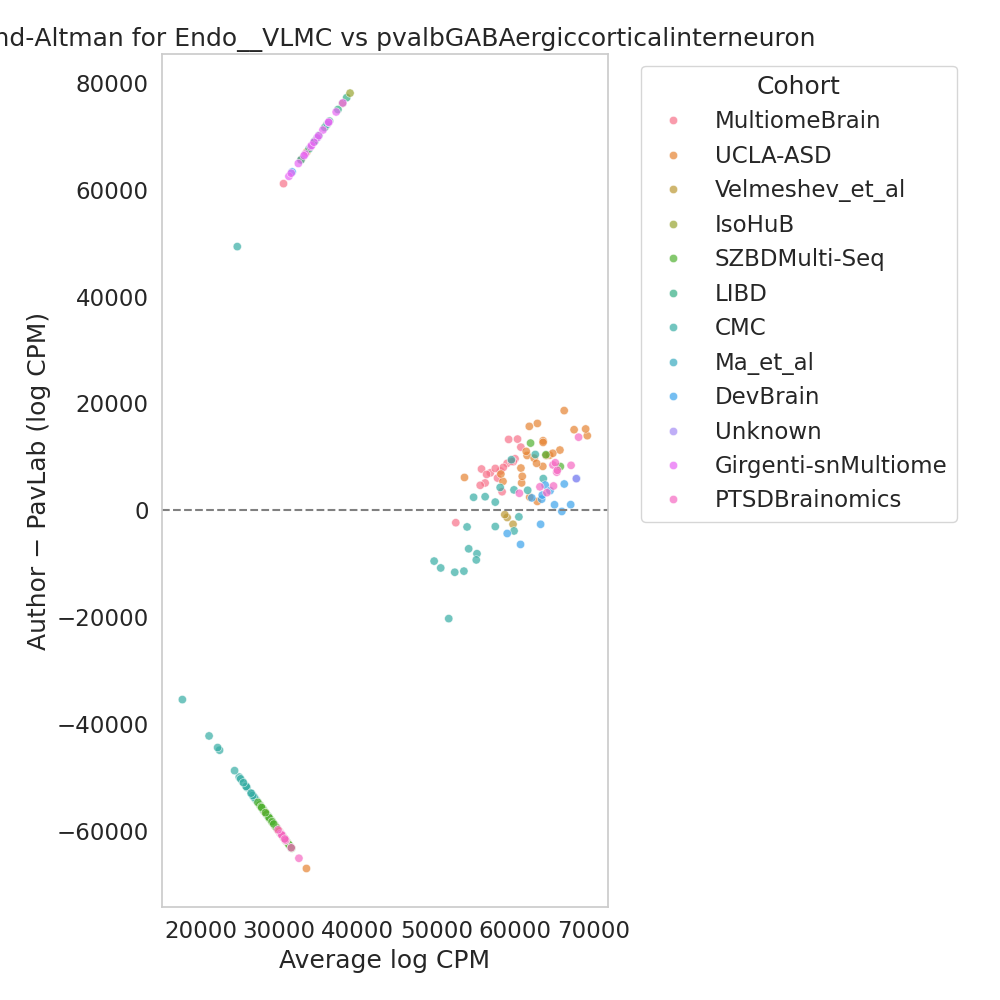 nd-Altman for Endo__VLMC vs pvalbGABAergiccorticalinterneuron
80000
60000
40000
20000
0
−20000
−40000
−60000
Author − PavLab (log CPM)
20000 30000 40000 50000 60000 70000
Average log CPM
Cohort
MultiomeBrain
UCLA-ASD
Velmeshev_et_al
IsoHuB
SZBDMulti-Seq
LIBD
CMC
Ma_et_al
DevBrain
Unknown
Girgenti-snMultiome
PTSDBrainomics